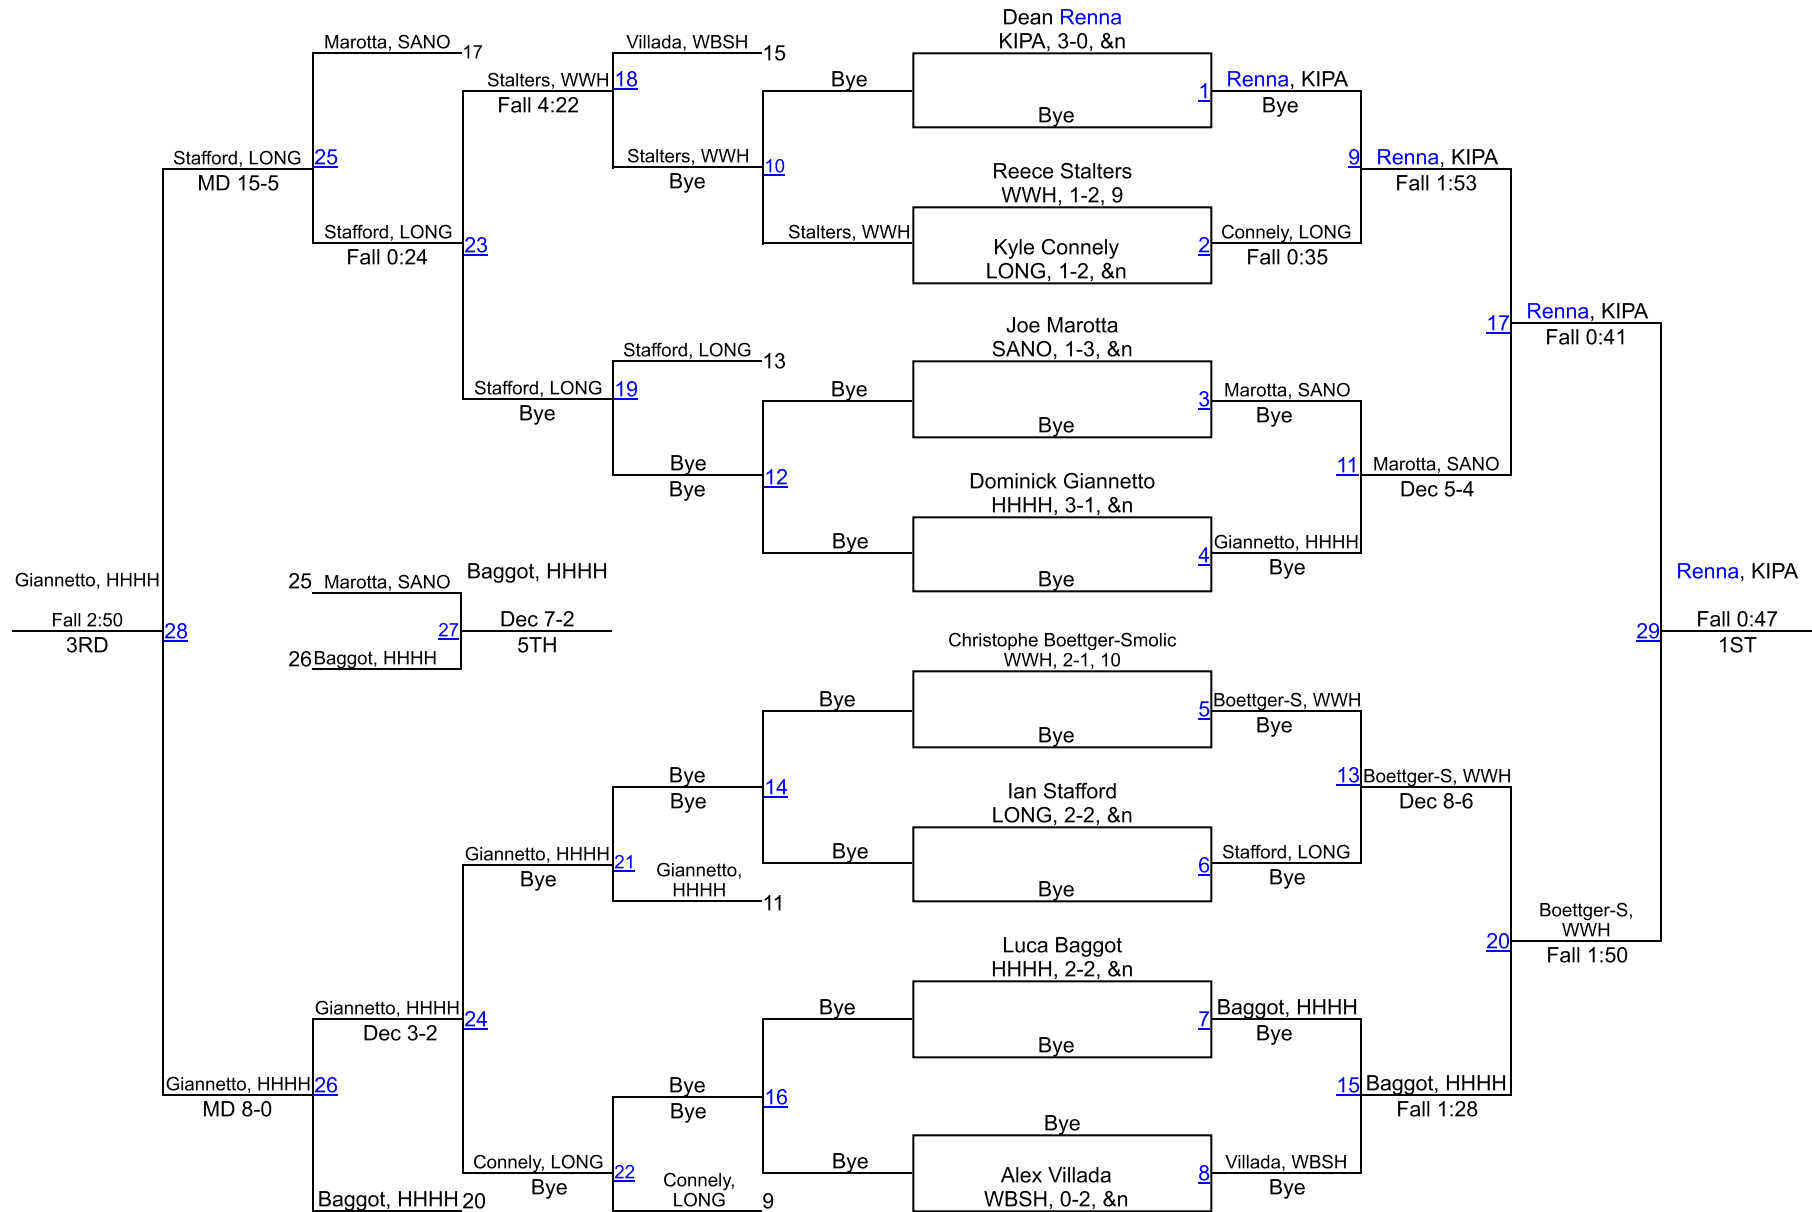 Dean Renna
KIPA, 3-0, &n
Marotta, SANO
17
Villada, WBSH
15
Stalters, WWH
18
Fall 4:22
Bye
1
Renna, KIPA
Bye
Bye
Stafford, LONG
25
MD 15-5
Stalters, WWH
10
Bye
Reece Stalters
WWH, 1-2, 9
9
Renna, KIPA
Fall 1:53
Stafford, LONG
23
Fall 0:24
Stalters, WWH
Kyle Connely
LONG, 1-2, &n
2
Connely, LONG
Fall 0:35
Joe Marotta
SANO, 1-3, &n
17
Renna, KIPA
Fall 0:41
Stafford, LONG
13
Stafford, LONG
19
Bye
Bye
3
Marotta, SANO
Bye
Bye
Bye
12
Bye
Dominick Giannetto
HHHH, 3-1, &n
11
Marotta, SANO
Dec 5-4
Bye
4
Giannetto, HHHH
Bye
Bye
Giannetto, HHHH
Fall 2:50
28
3RD
25
Marotta, SANO
Baggot, HHHH
27
Dec 7-2
5TH
26
Baggot, HHHH
Renna, KIPA
29
Fall 0:47
1ST
Christophe Boettger-Smolic
WWH, 2-1, 10
Bye
5
Boettger-S, WWH
Bye
Bye
Bye
14
Bye
Ian Stafford
LONG, 2-2, &n
13
Boettger-S, WWH
Dec 8-6
Giannetto, HHHH
21
Bye
Giannetto,
HHHH
11
Bye
6
Stafford, LONG
Bye
Bye
Luca Baggot
HHHH, 2-2, &n
20
Boettger-S,
WWH
Fall 1:50
Giannetto, HHHH
24
Dec 3-2
Bye
7
Baggot, HHHH
Bye
Bye
Giannetto, HHHH
26
MD 8-0
Bye
16
Bye
15
Baggot, HHHH
Fall 1:28
Bye
Connely, LONG
22
Bye
Bye
Alex Villada
WBSH, 0-2, &n
8
Villada, WBSH
Bye
Baggot, HHHH
20
Connely,
LONG
9